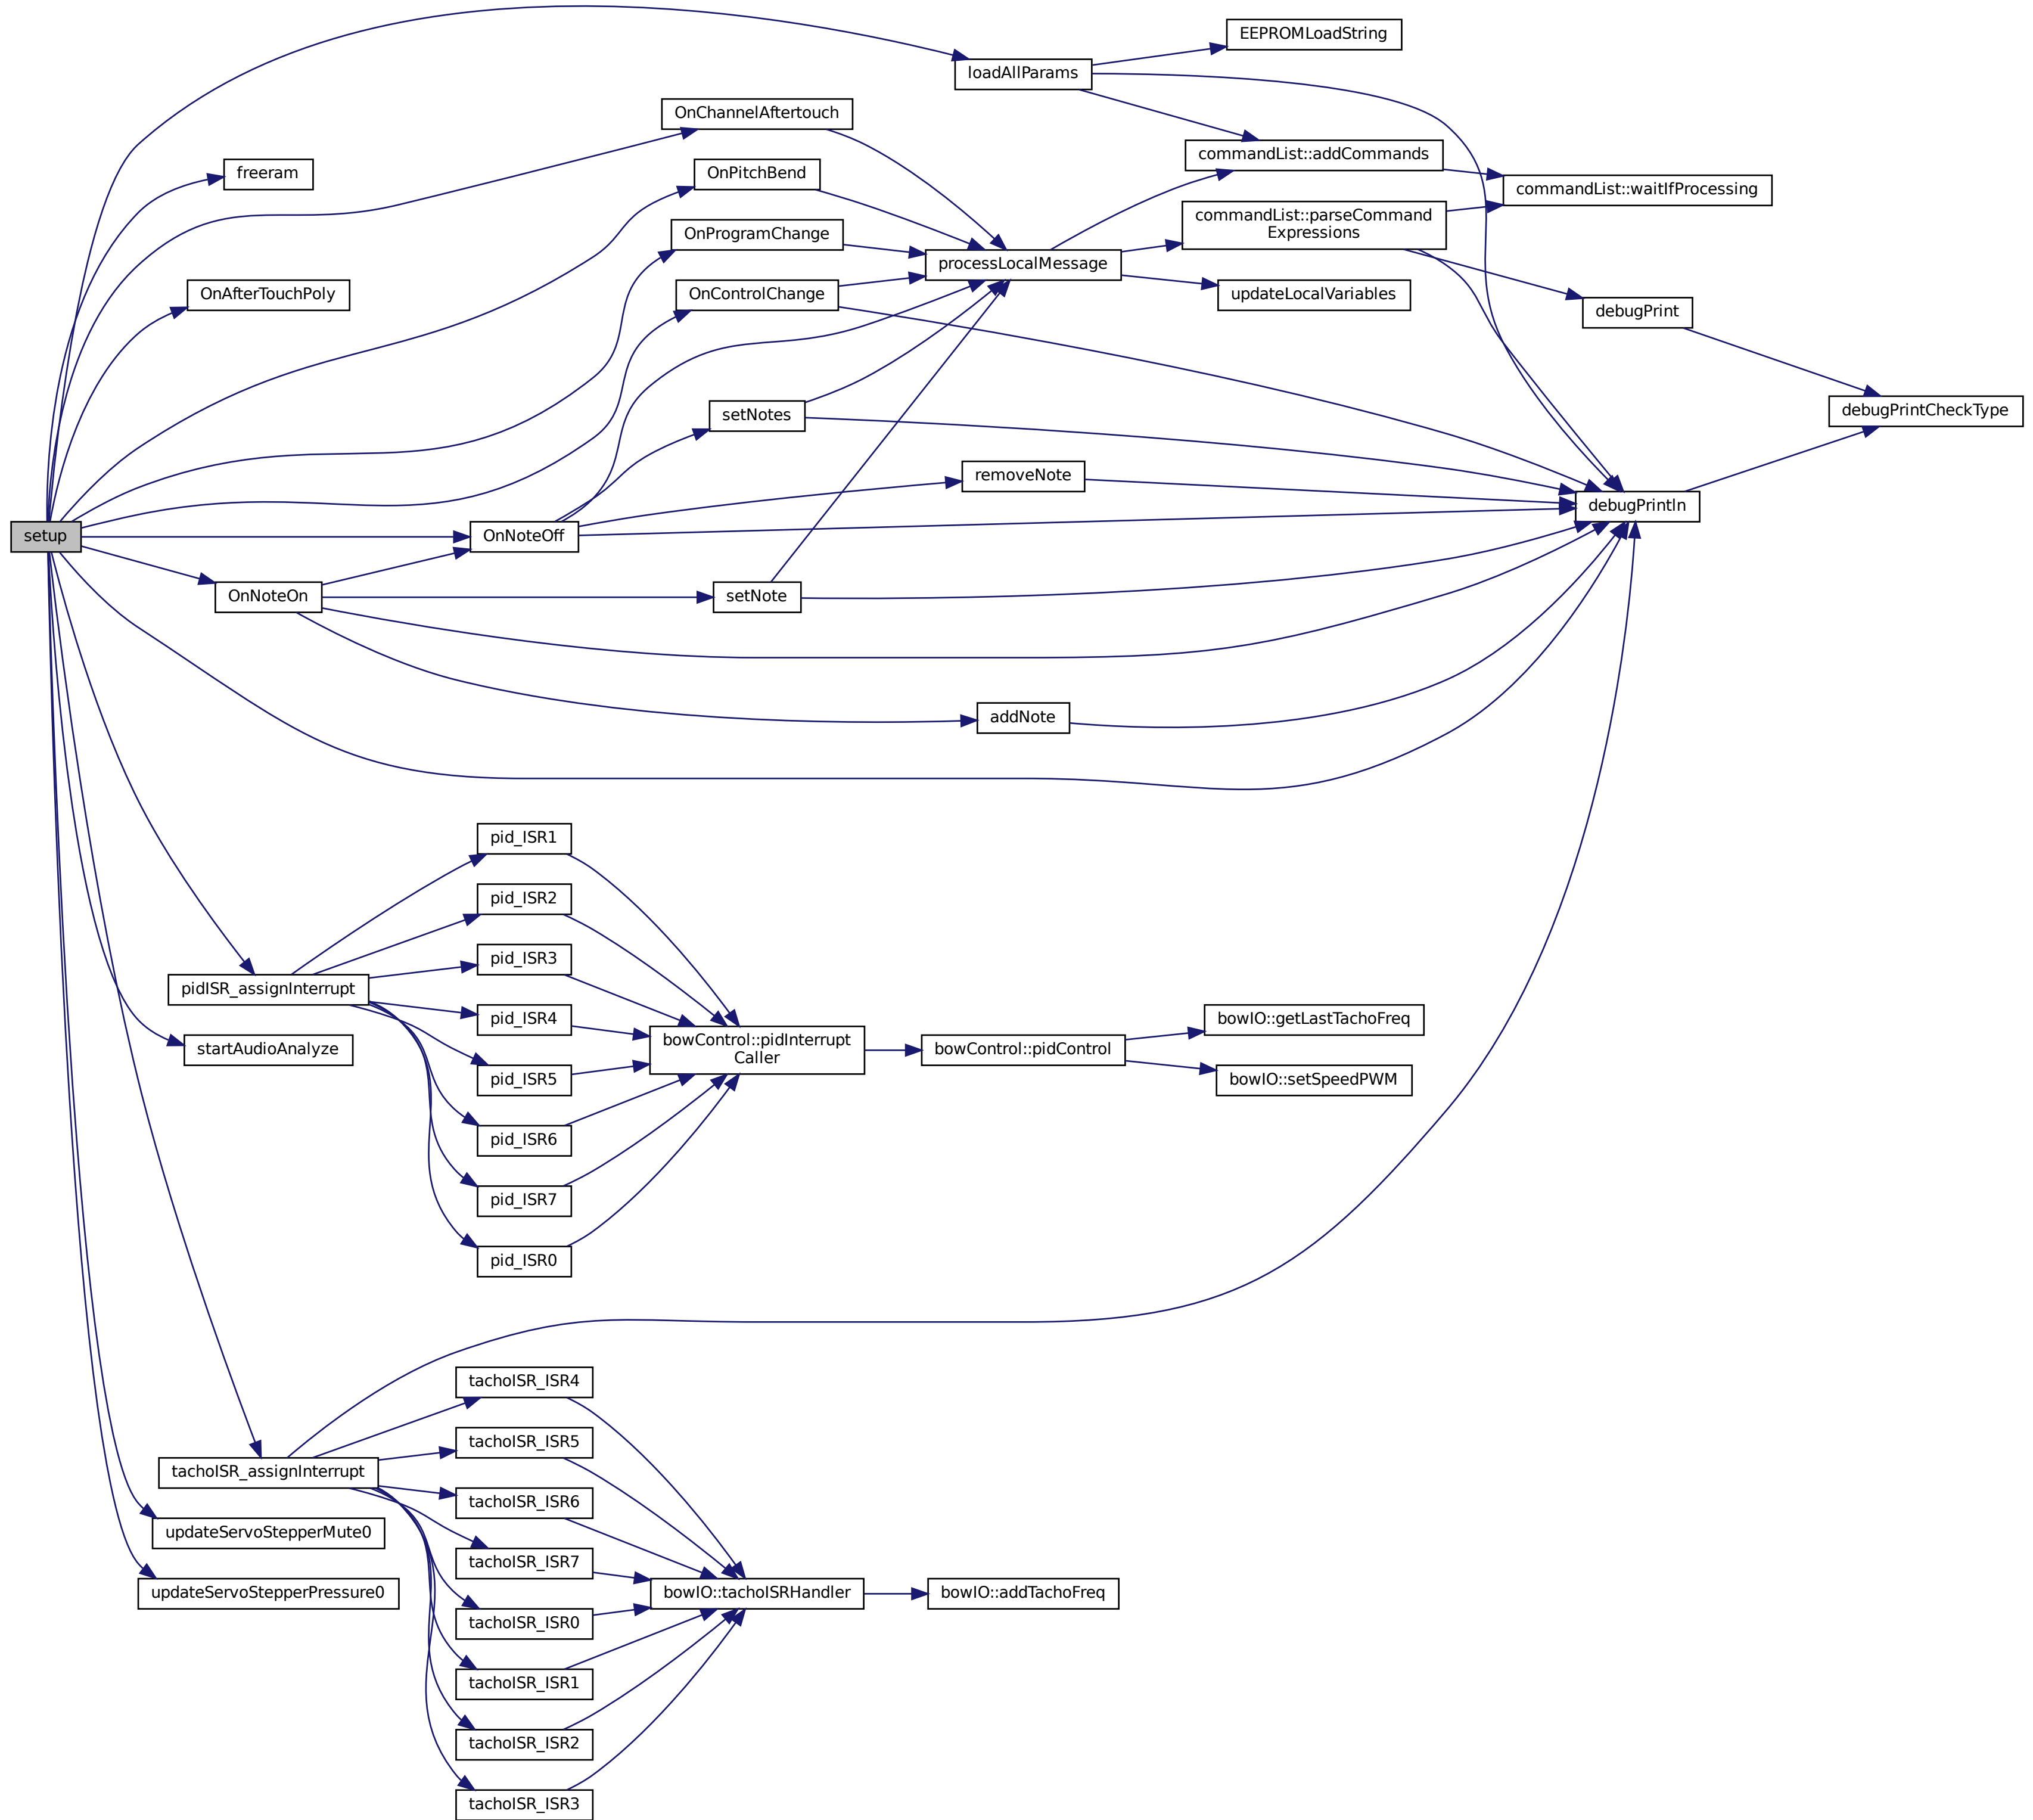 EEPROMLoadString
loadAllParams
OnChannelAftertouch
commandList::addCommands
freeram
OnPitchBend
commandList::waitIfProcessing
commandList::parseCommand
Expressions
OnProgramChange
processLocalMessage
OnAfterTouchPoly
OnControlChange
updateLocalVariables
debugPrint
setNotes
debugPrintCheckType
removeNote
debugPrintln
setup
OnNoteOff
OnNoteOn
setNote
addNote
pid_ISR1
pid_ISR2
pid_ISR3
pidISR_assignInterrupt
pid_ISR4
bowIO::getLastTachoFreq
startAudioAnalyze
bowControl::pidInterrupt
Caller
bowControl::pidControl
pid_ISR5
bowIO::setSpeedPWM
pid_ISR6
pid_ISR7
pid_ISR0
tachoISR_ISR4
tachoISR_ISR5
tachoISR_assignInterrupt
tachoISR_ISR6
updateServoStepperMute0
tachoISR_ISR7
updateServoStepperPressure0
bowIO::tachoISRHandler
bowIO::addTachoFreq
tachoISR_ISR0
tachoISR_ISR1
tachoISR_ISR2
tachoISR_ISR3